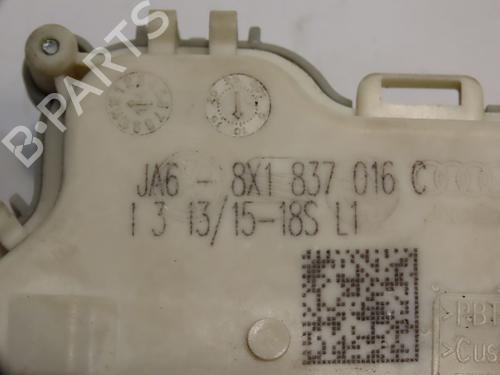 B-PARTS
JA6 - 8X1 837 016 C
I 3 13/15-18S L1
>PBT
>Cus